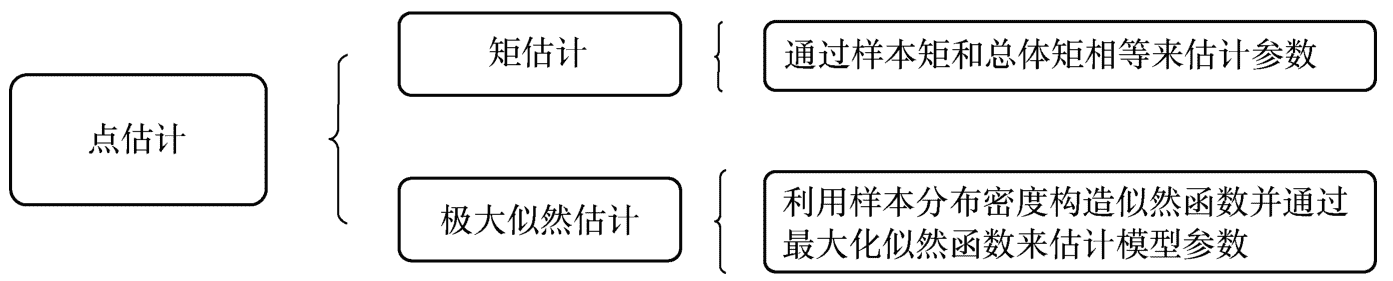 点估计
矩估计
通过样本矩和总体矩相等来估计参数
极大似然估计
利用样本分布密度构造似然函数并通过
最大化似然函数来估计模型参数